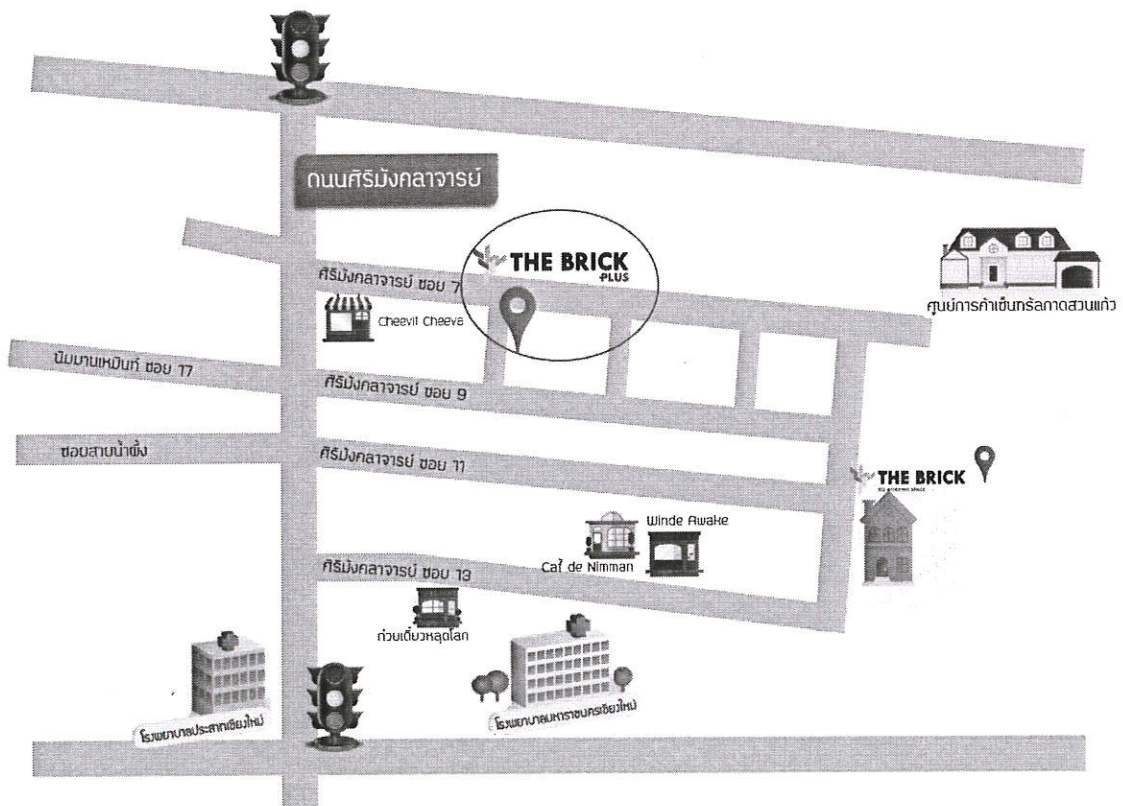 ถนนศิริมังคลาจารย์
THE BRICK
PLUS
ศิริมังคลาจารย์ ซอย 7
Cheevit Cheeva
ศูนย์การค้าเซ็นทรัลกาดสวนแก้ว
นิมมานเหมินท์ ซอย 17
ศิริมังคลาจารย์ ซอย 9
ซอยสายน้ำผึ้ง
ศิริมังคลาจารย์ ซอย 11
THE BRICK
Winde Awake
Caf de Nimman
ศิริมังคลาจารย์ ซอย 13
ก๋วยเตี๋ยวหลุดโลก
โรงพยาบาลประสาทเชียงใหม่
โรงพยาบาลมหาราชนครเชียงใหม่